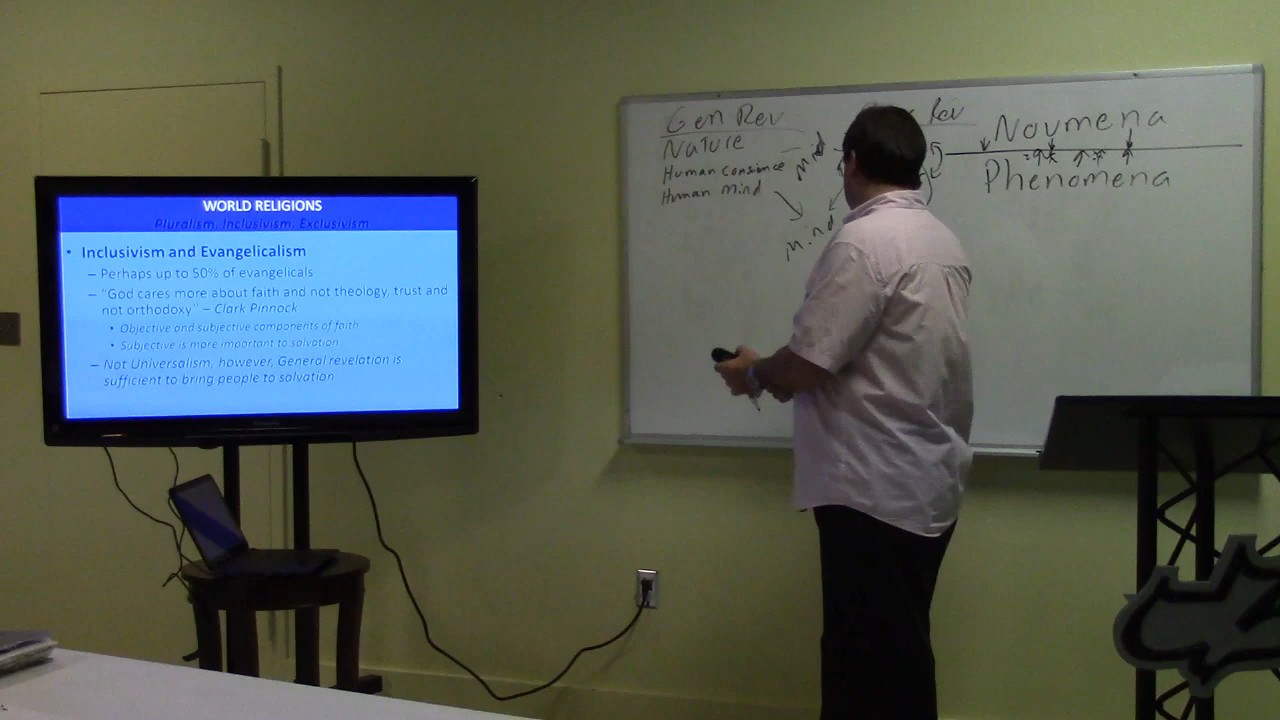 WORLD RELIGIONS
Pluralism, Inclusivism, Exclusivism
• Inclusivism and Evangelicalism
– Perhaps up to 50% of evangelicals
– "God cares more about faith and not theology, trust and
not orthodoxy" – Clark Pinnock
• Objective and subjective components of faith
• Subjective is more important to salvation
– Not Universalism, however, General revelation is
sufficient to bring people to salvation
Gen Rev
Nature
Human Consience
Human Mind
Mind
Mind
Rev
Noumena
Phenomena